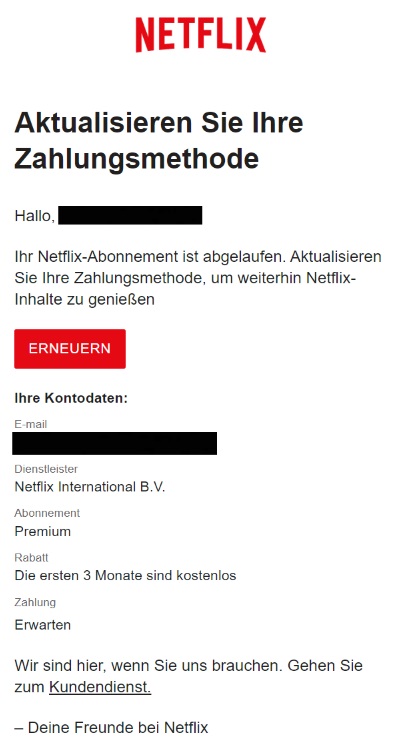 NETFLIX
Aktualisieren Sie Ihre
Zahlungsmethode
Hallo,
Ihr Netflix-Abonnement ist abgelaufen. Aktualisieren
Sie Ihre Zahlungsmethode, um weiterhin Netflix-
Inhalte zu genießen
ERNEUERN
Ihre Kontodaten:
E-mail
Dienstleister
Netflix International B.V.
Abonnement
Premium
Rabatt
Die ersten 3 Monate sind kostenlos
Zahlung
Erwarten
Wir sind hier, wenn Sie uns brauchen. Gehen Sie
zum Kundendienst.
– Deine Freunde bei Netflix